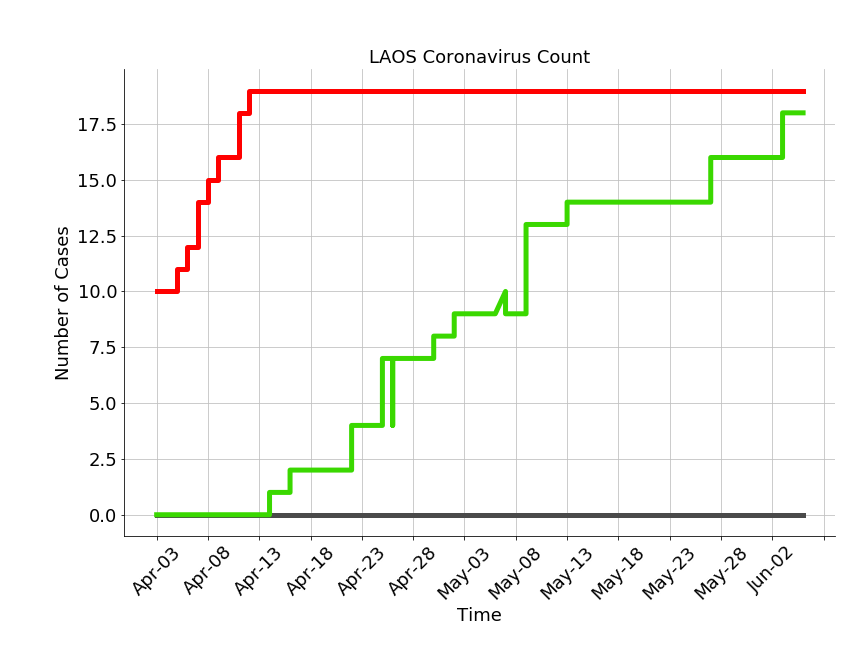 LAOS Coronavirus Count
17.5
15.0
12.5
10.0
7.5
5.0
2.5
0.0
Number of Cases
Apr-03
Apr-08
Apr-13
Apr-18
Apr-23
Apr-28
May-03
May-08
May-13
May-18
May-23
May-28
Jun-02
Time